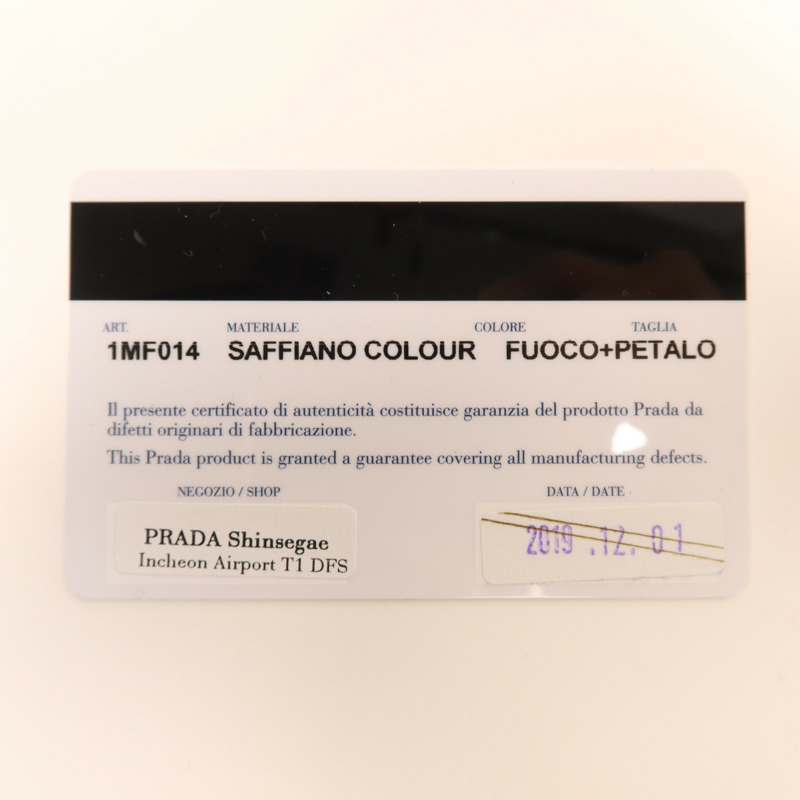 ART. MATERIALE COLORE TAGLIA
1MF014 SAFFIANO COLOUR FUOCO+PETALO
Il presente certificato di autenticità costituisce garanzia del prodotto Prada da
difetti originari di fabbricazione.
This Prada product is granted a guarantee covering all manufacturing defects.
NEGOZIO / SHOP DATA / DATE
PRADA Shinsegae
Incheon Airport T1 DFS
2019 .12. 01